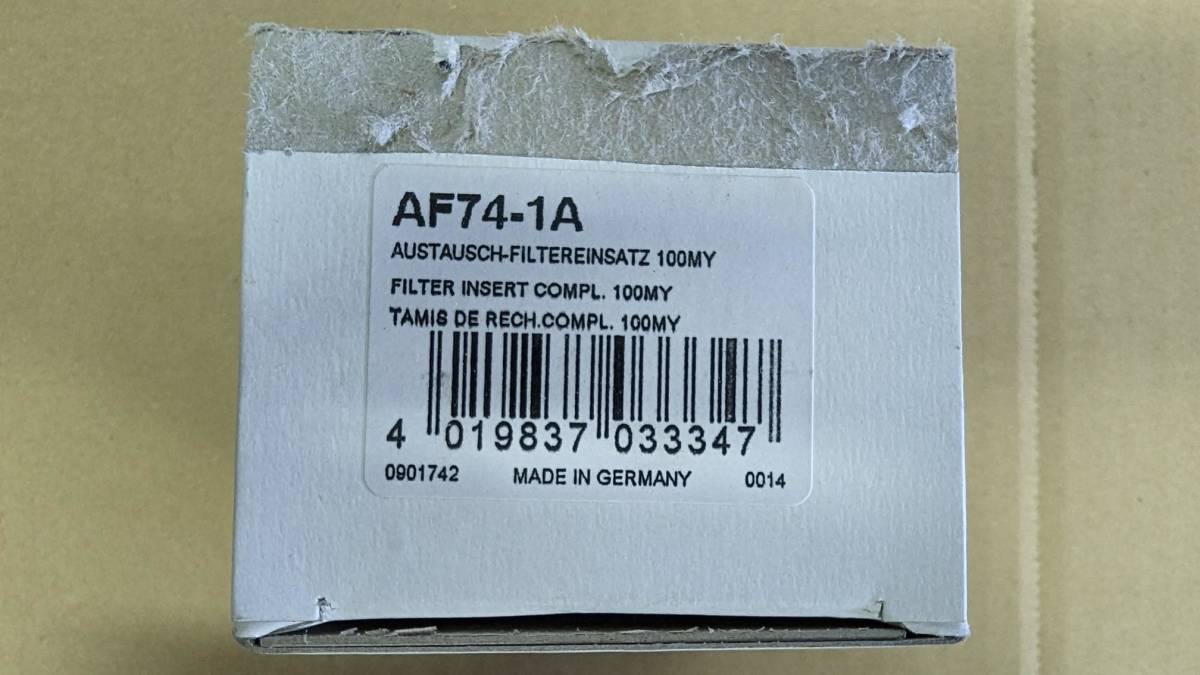 AF74-1A
AUSTAUSCH-FILTEREINSATZ 100MY
FILTER INSERT COMPL. 100MY
TAMIS DE RECH.COMPL. 100MY
4 019837 033347
0901742 MADE IN GERMANY 0014